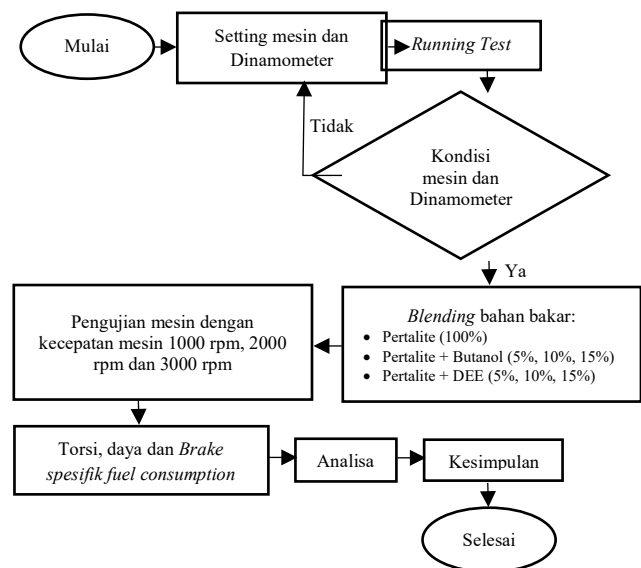 Mulai
Setting mesin dan
Dinamometer
Running Test
Tidak
Kondisi
mesin dan
Dinamometer
Ya
Blending bahan bakar:
• Pertalite (100%)
• Pertalite + Butanol (5%, 10%, 15%)
• Pertalite + DEE (5%, 10%, 15%)
Pengujian mesin dengan
kecepatan mesin 1000 rpm, 2000
rpm dan 3000 rpm
Torsi, daya dan Brake
spesifik fuel consumption
Analisa
Kesimpulan
Selesai